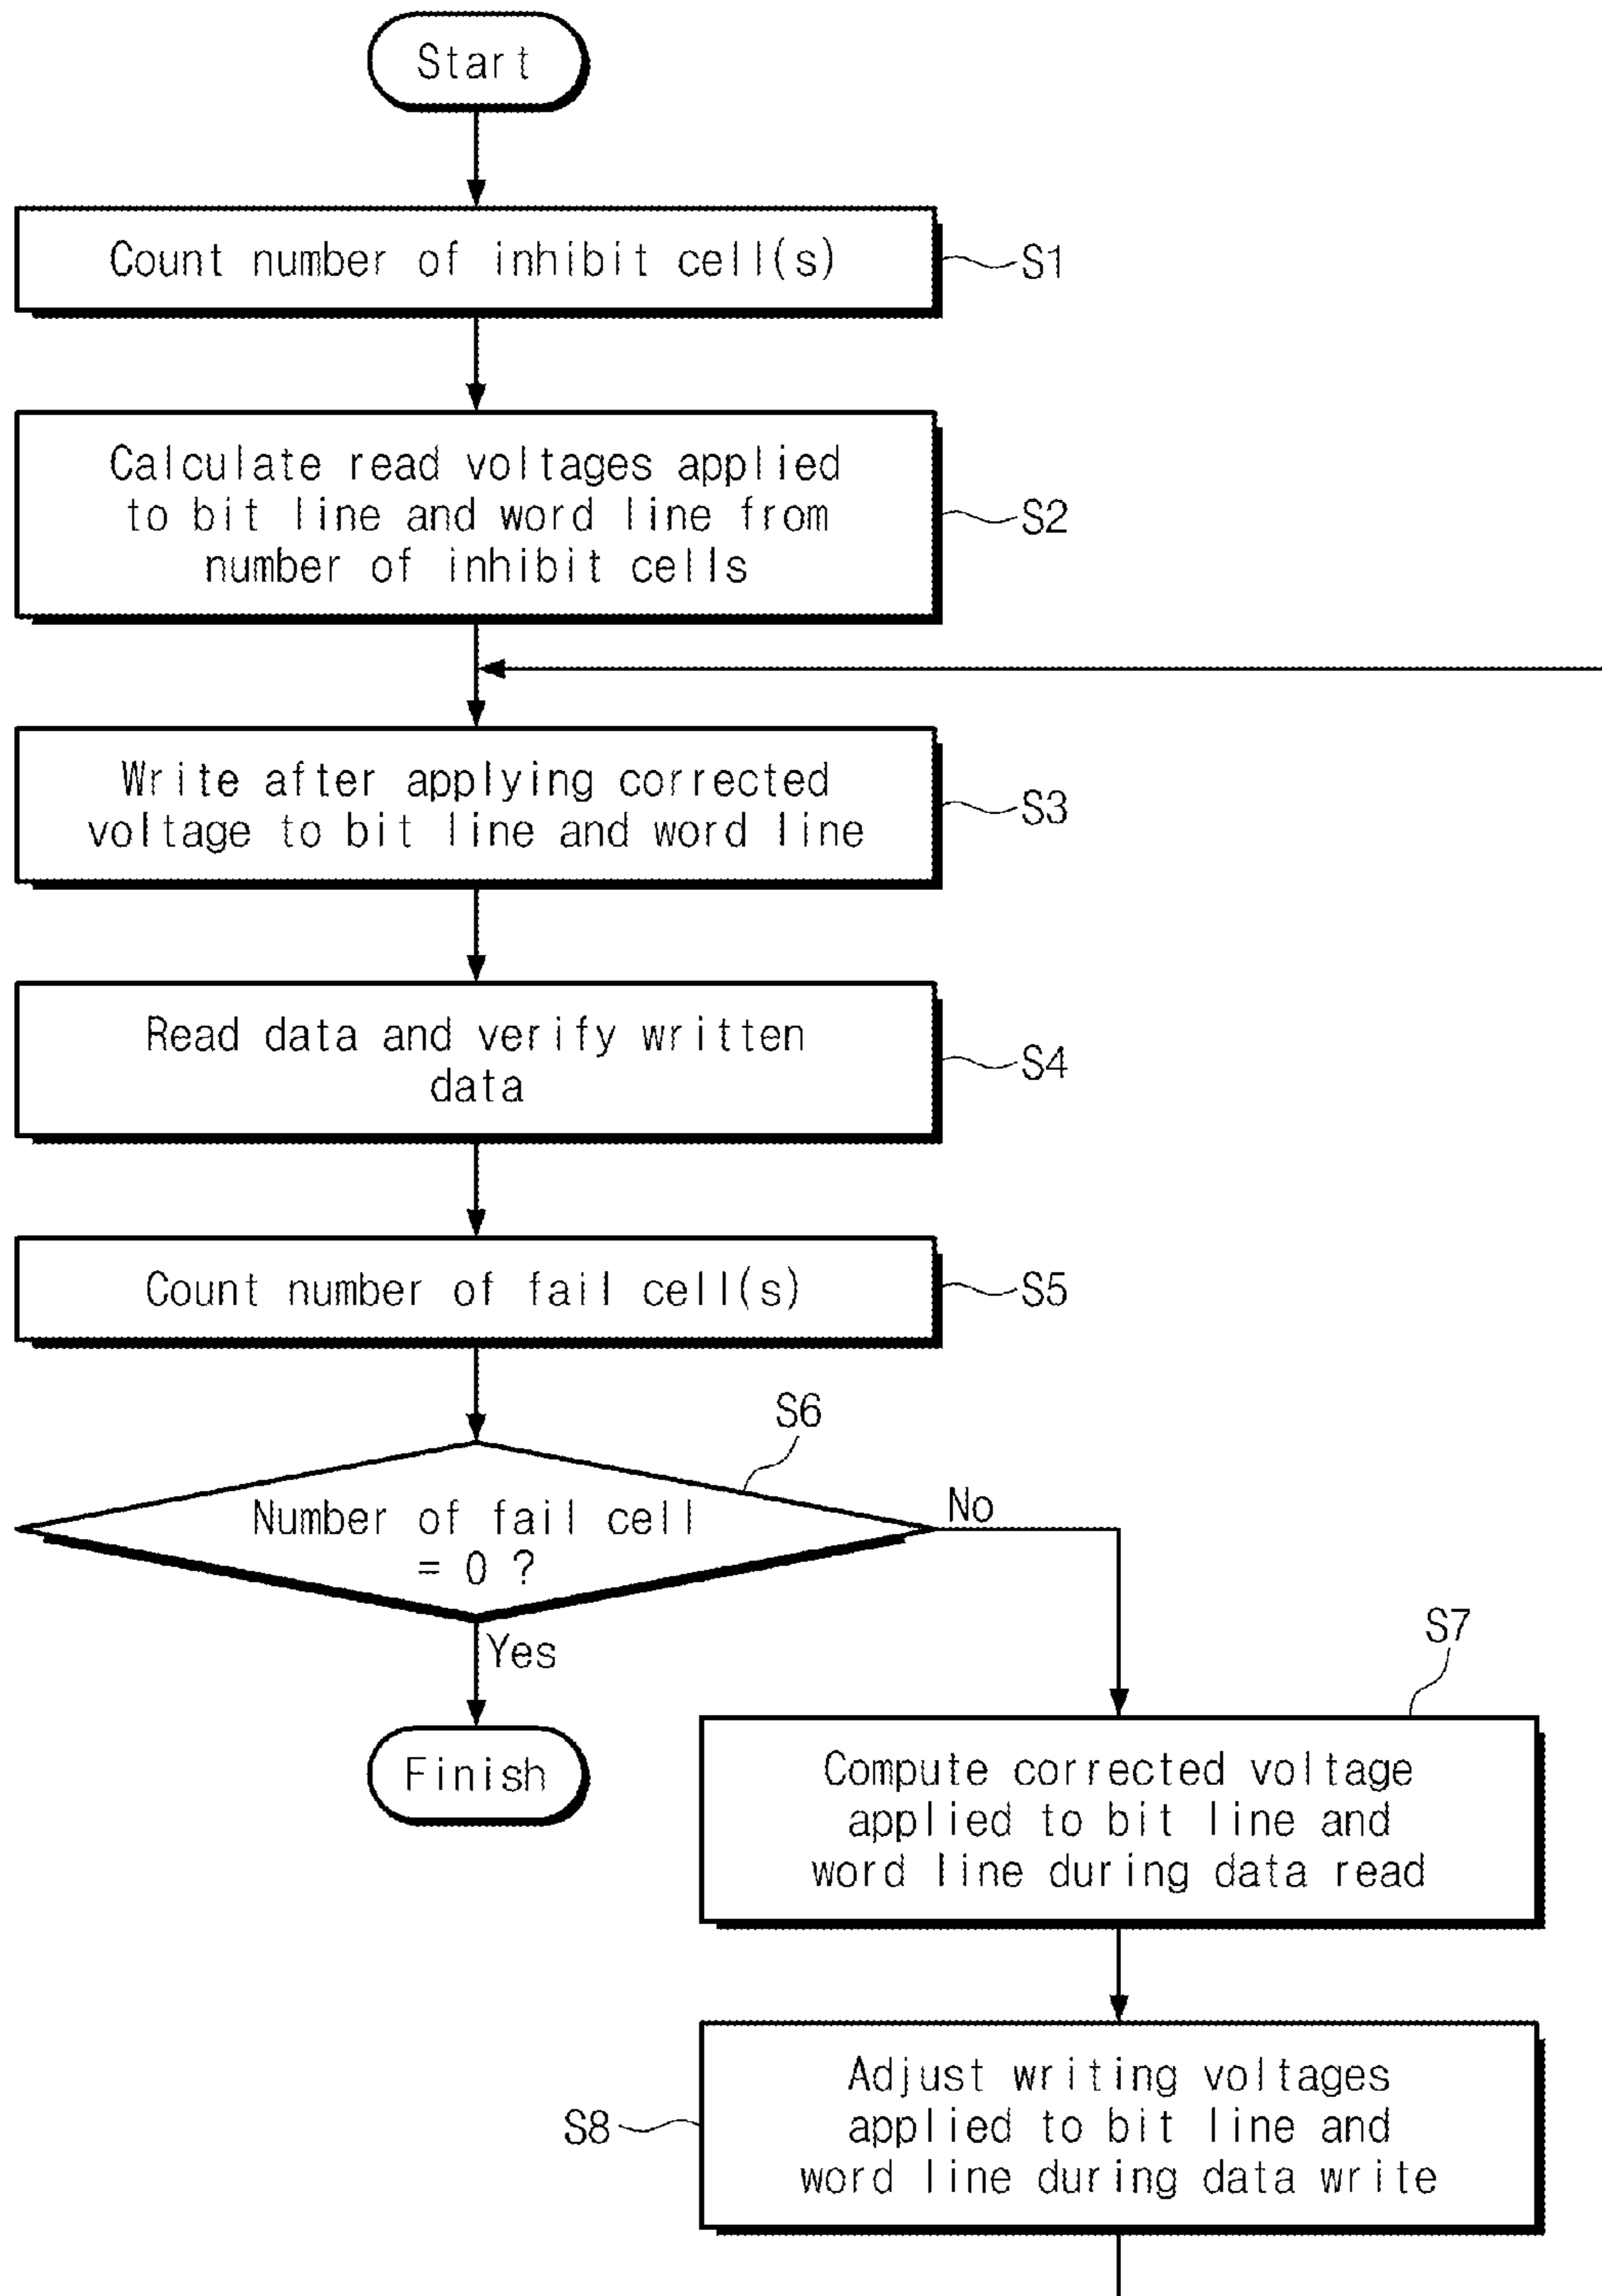 Start
Count number of inhibit cell(s)
S1
Calculate read voltages applied
to bit line and word line from
number of inhibit cells
S2
Write after applying corrected
voltage to bit line and word line
S3
Read data and verify written
data
S4
Count number of fail cell(s)
S5
S6
Number of fail cell
= 0 ?
No
Yes
Finish
S7
Compute corrected voltage
applied to bit line and
word line during data read
Adjust writing voltages
applied to bit line and
word line during data write
S8